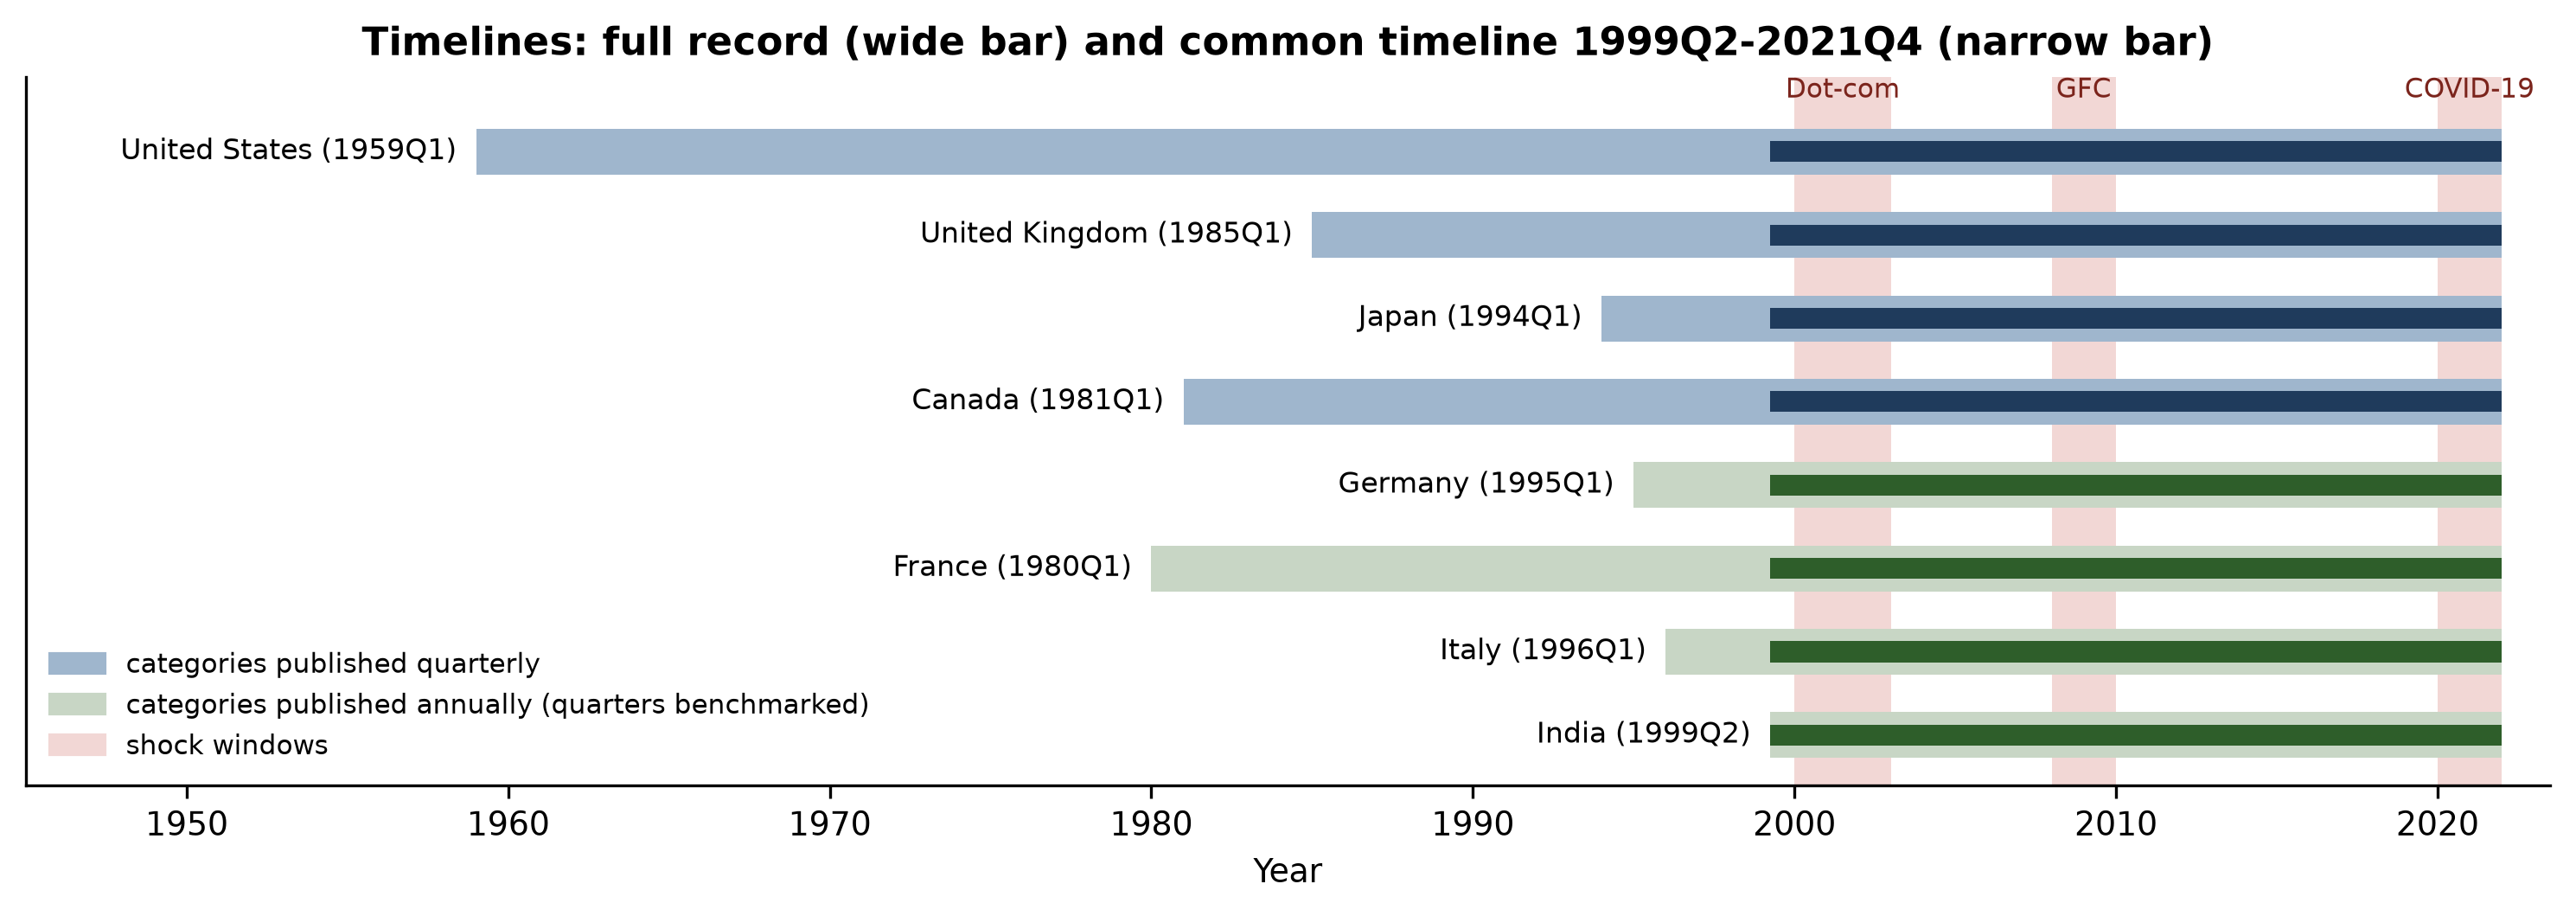 Timelines: full record (wide bar) and common timeline 1999Q2-2021Q4 (narrow bar)
Dot-com GFC COVID-19
United States (1959Q1)
United Kingdom (1985Q1)
Japan (1994Q1)
Canada (1981Q1)
Germany (1995Q1)
France (1980Q1)
Italy (1996Q1)
India (1999Q2)
categories published quarterly
categories published annually (quarters benchmarked)
shock windows
1950 1960 1970 1980 1990 2000 2010 2020
Year